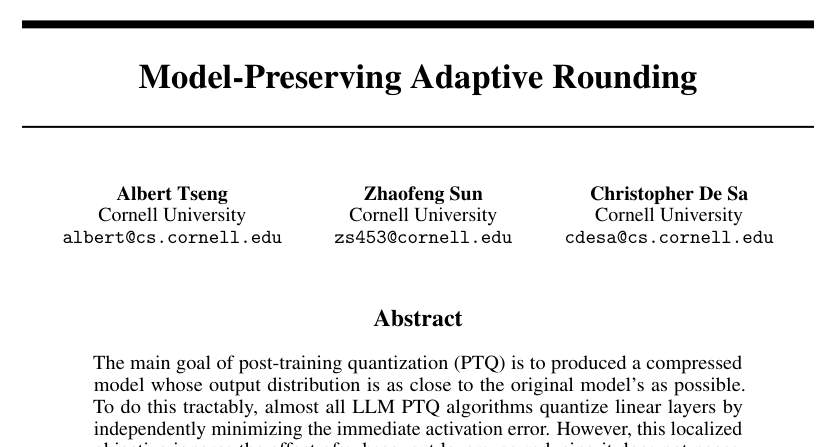 Model-Preserving Adaptive Rounding
Albert Tseng
Cornell University
albert@cs.cornell.edu
Zhaofeng Sun
Cornell University
zs453@cornell.edu
Christopher De Sa
Cornell University
cdesa@cs.cornell.edu
Abstract
The main goal of post-training quantization (PTQ) is to produced a compressed
model whose output distribution is as close to the original model's as possible.
To do this tractably, almost all LLM PTQ algorithms quantize linear layers by
independently minimizing the immediate activation error. However, this localized